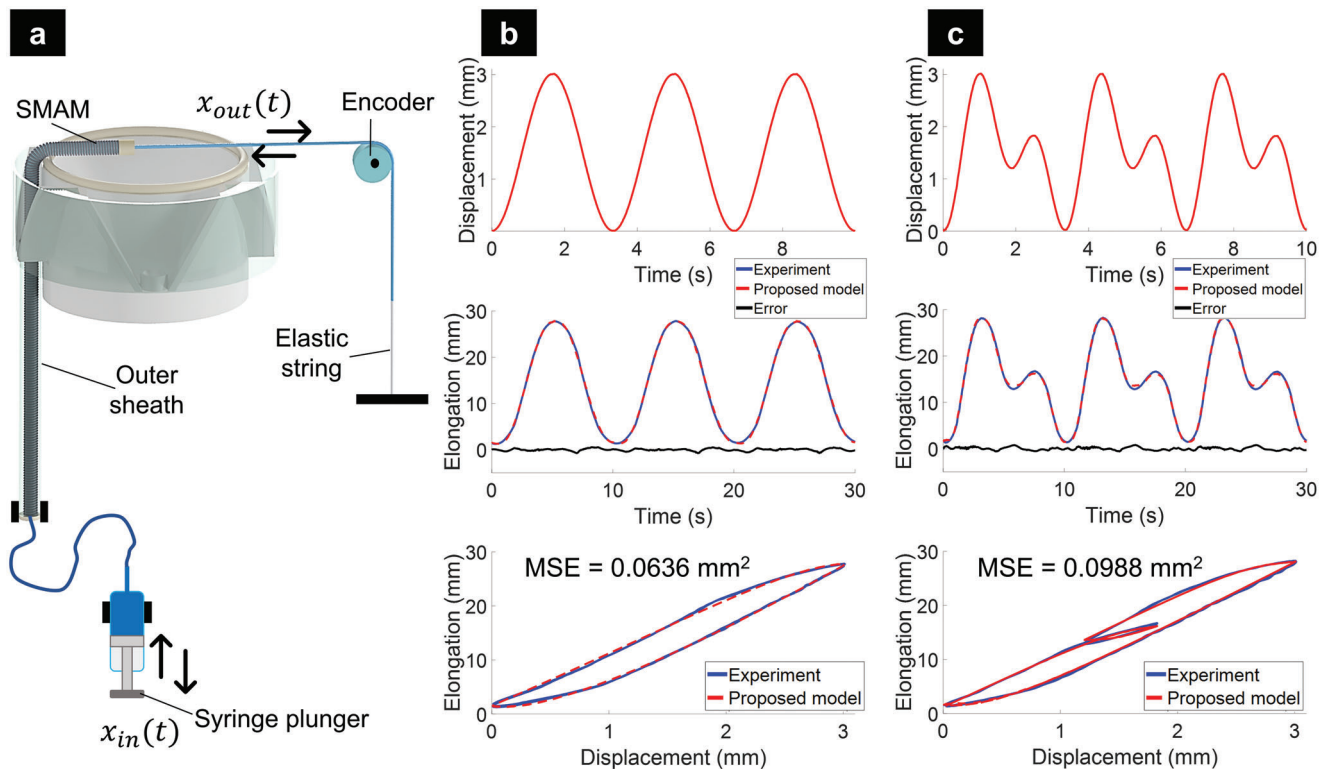 a
SMAM
x_out(t)
Encoder
Elastic
string
Outer
sheath
Syringe plunger
x_in(t)
b
Displacement (mm)
3
2
1
0
0 2 4 6 8
Time (s)
Experiment
Proposed model
Error
Elongation (mm)
30
20
10
0
0 10 20 30
Time (s)
MSE = 0.0636 mm²
Elongation (mm)
30
20
10
0
Experiment
Proposed model
0 1 2 3
Displacement (mm)
c
Displacement (mm)
3
2
1
0
0 2 4 6 8 10
Time (s)
Experiment
Proposed model
Error
Elongation (mm)
30
20
10
0
0 10 20 30
Time (s)
MSE = 0.0988 mm²
Elongation (mm)
30
20
10
0
Experiment
Proposed model
0 1 2 3
Displacement (mm)